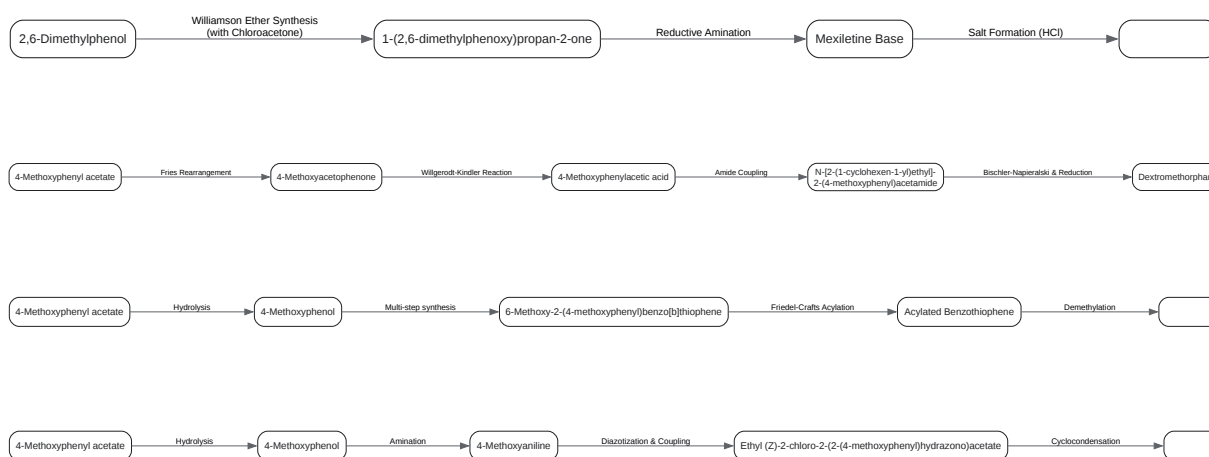 Williamson Ether Synthesis
(with Chloroacetone)
2,6-Dimethylphenol
1-(2,6-dimethylphenoxy)propan-2-one
Reductive Amination
Mexiletine Base
Salt Formation (HCl)
4-Methoxyphenyl acetate
Fries Rearrangement
4-Methoxyacetophenone
Willgerodt-Kindler Reaction
4-Methoxyphenylacetic acid
Amide Coupling
N-[2-(1-cyclohexen-1-yl)ethyl]-
2-(4-methoxyphenyl)acetamide
Bischler-Napieralski & Reduction
4-Methoxyphenyl acetate
Hydrolysis
4-Methoxyphenol
Multi-step synthesis
6-Methoxy-2-(4-methoxyphenyl)benzo[b]thiophene
Friedel-Crafts Acylation
Acylated Benzothiophene
Demethylation
4-Methoxyphenyl acetate
Hydrolysis
4-Methoxyphenol
Amination
4-Methoxyaniline
Diazotization & Coupling
Ethyl (Z)-2-chloro-2-(2-(4-methoxyphenyl)hydrazono)acetate
Cyclocondensation